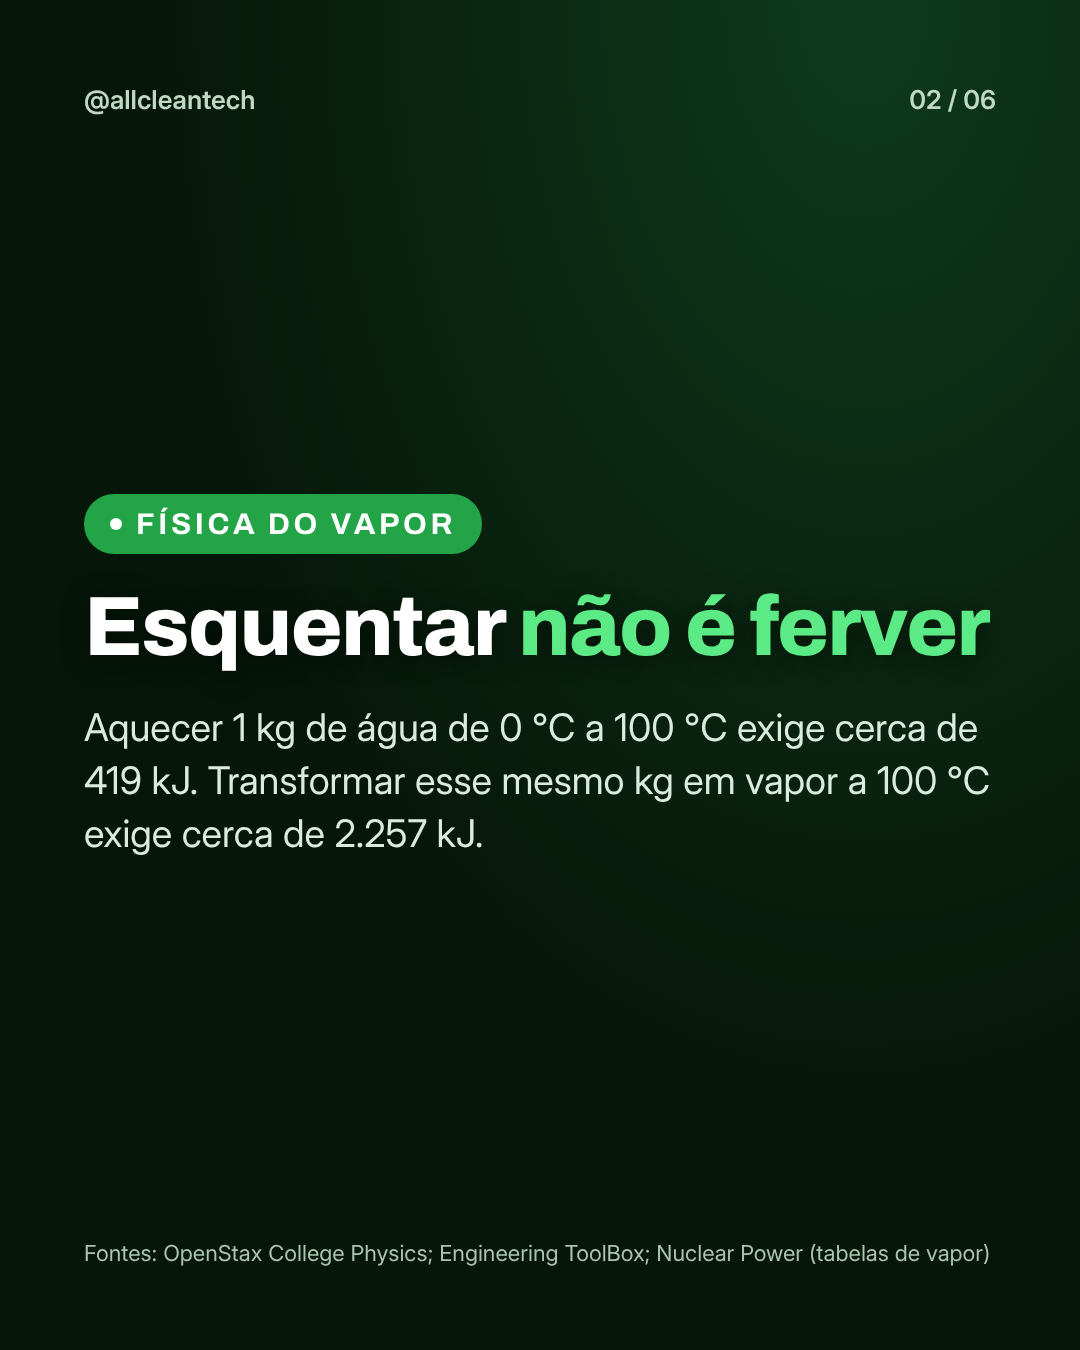 @allcleantech
02 / 06
FÍSICA DO VAPOR
Esquentar não é ferver
Aquecer 1 kg de água de 0 °C a 100 °C exige cerca de
419 kJ. Transformar esse mesmo kg em vapor a 100 °C
exige cerca de 2.257 kJ.
Fontes: OpenStax College Physics; Engineering ToolBox; Nuclear Power (tabelas de vapor)